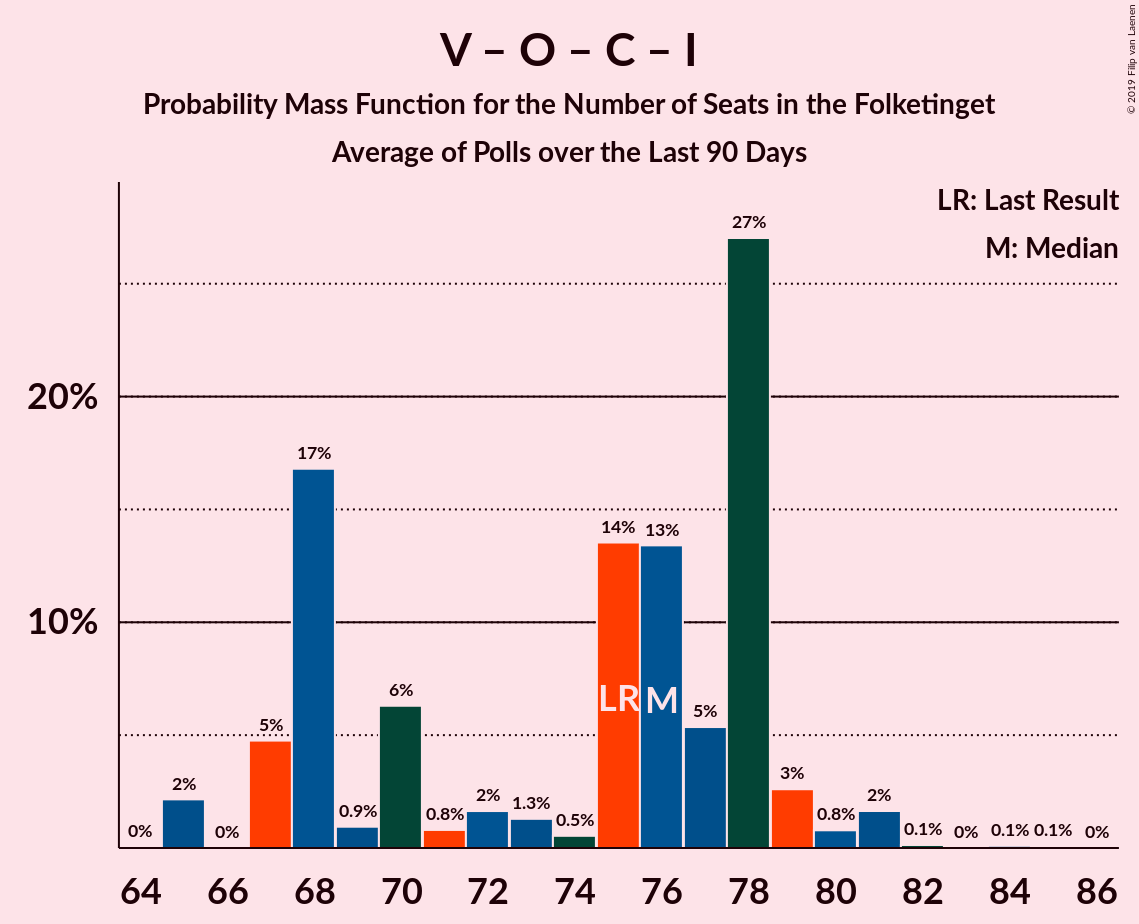 V – O – C – I
Probability Mass Function for the Number of Seats in the Folketinget
Average of Polls over the Last 90 Days
© 2019 Filip van Laenen
LR: Last Result
M: Median
20%
10%
0%
2%
0%
5%
17%
0.9%
6%
0.8%
2%
1.3%
0.5%
14%
13%
5%
27%
3%
0.8%
2%
0.1%
0%
0.1%
0.1%
0%
LR
M
64 66 68 70 72 74 76 78 80 82 84 86